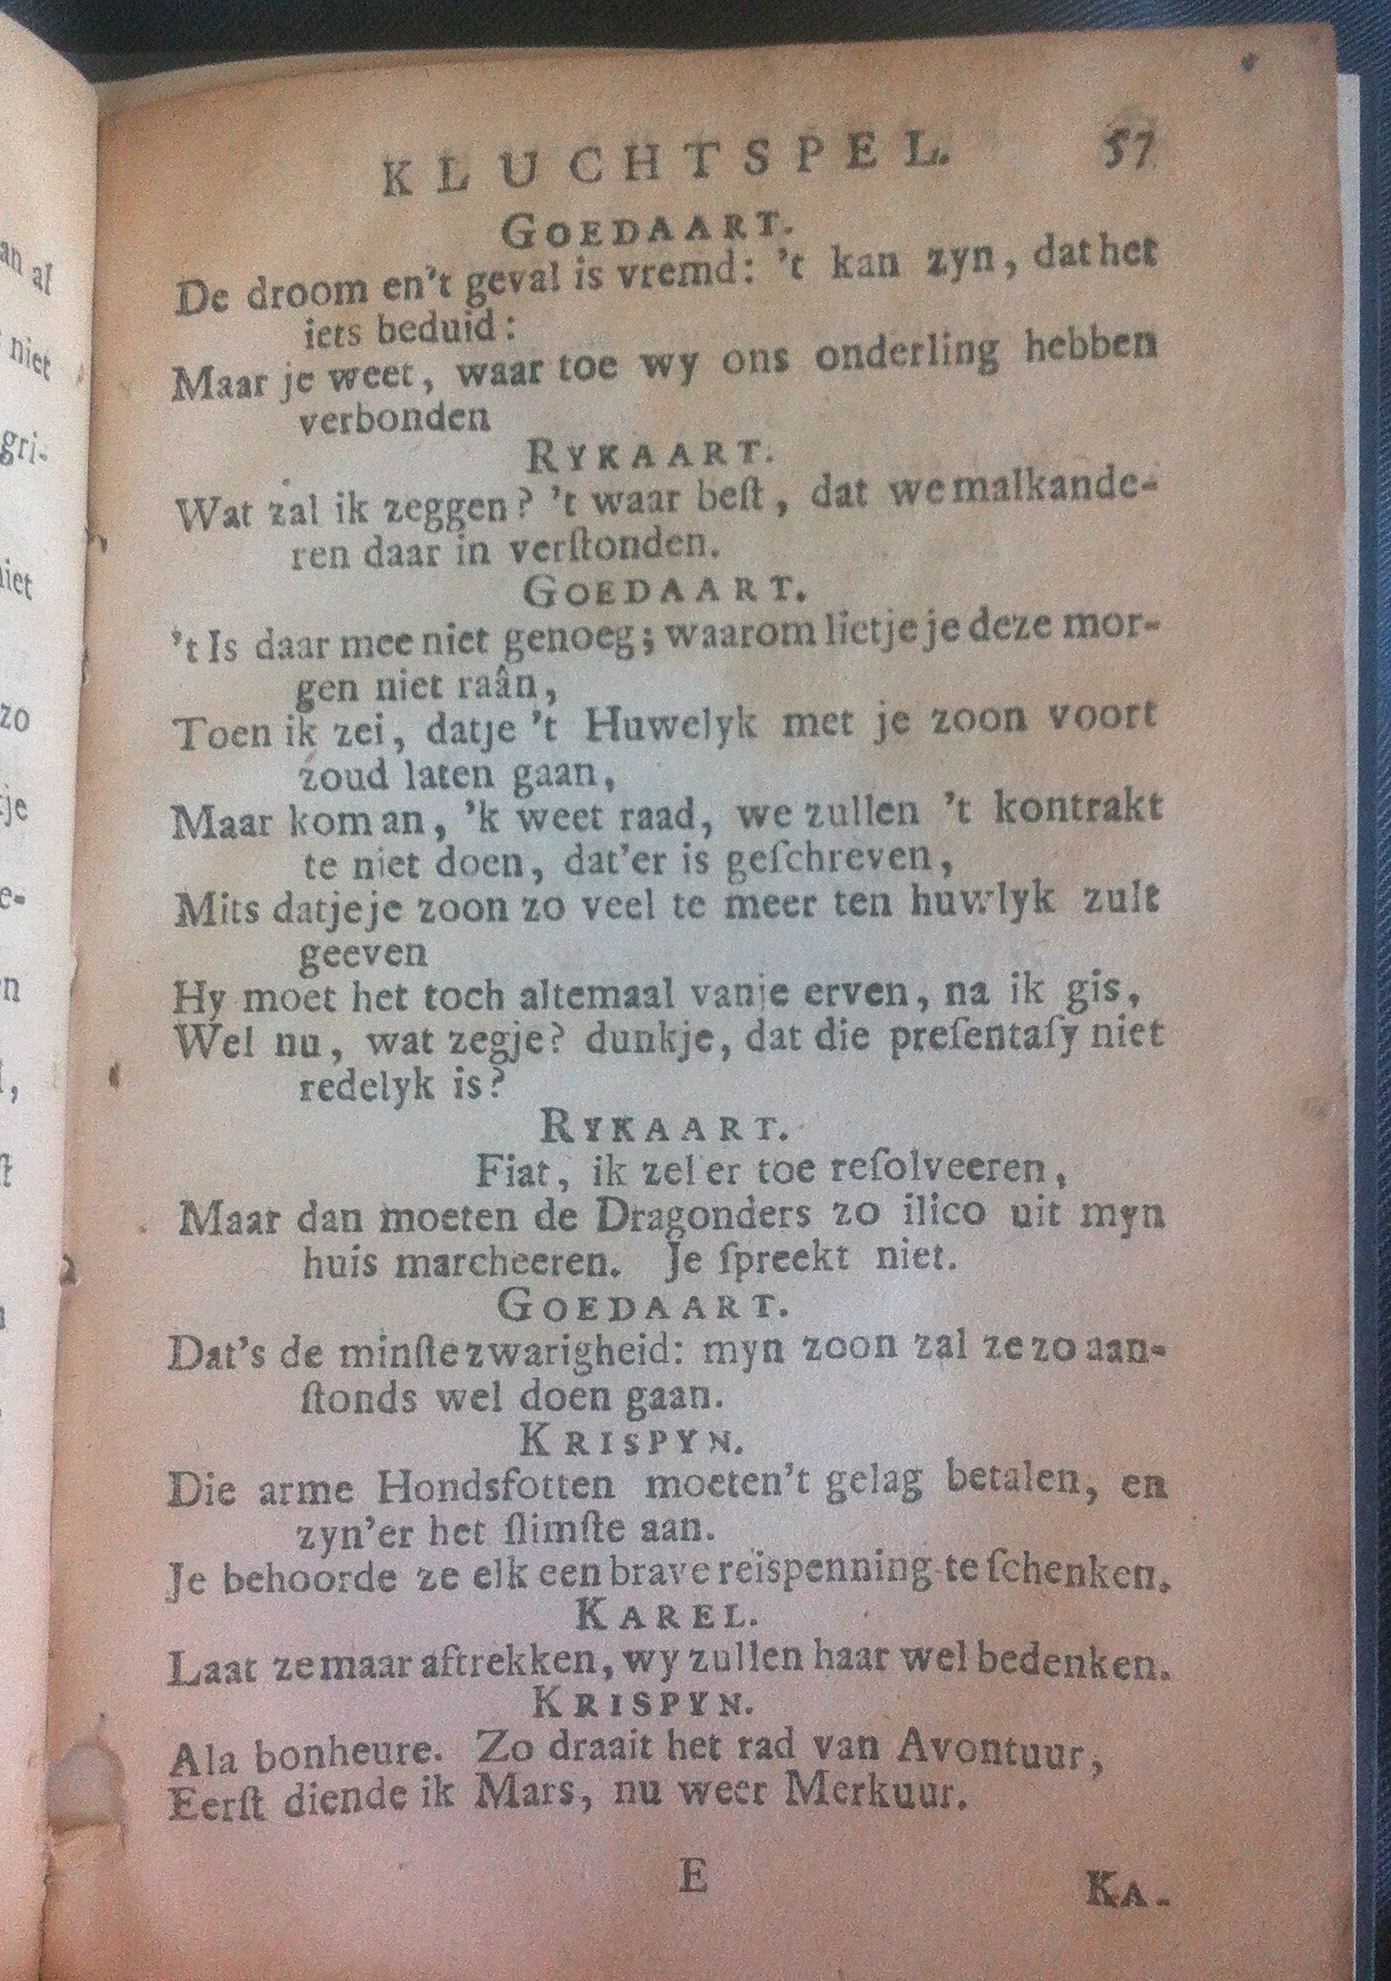 KLUCHTSPEL. 57
GOEDAART.
De droom en't geval is vremd: 't kan zyn, dat het
iets beduid:
Maar je weet, waar toe wy ons onderling hebben
verbonden
RYKAART.
Wat zal ik zeggen? 't waar beſt, dat we malkande-
ren daar in verſtonden.
GOEDAART.
't Is daar mee niet genoeg; waarom lietje je deze mor-
gen niet raân,
Toen ik zei, datje 't Huwelyk met je zoon voort
zoud laten gaan,
Maar kom an, 'k weet raad, we zullen 't kontrakt
te niet doen, dat'er is geſchreven,
Mits datjeje zoon zo veel te meer ten huwlyk zult
geeven
Hy moet het toch altemaal vanje erven, na ik gis,
Wel nu, wat zegje? dunkje, dat die preſentaſy niet
redelyk is?
RYKAART.
Fiat, ik zel er toe reſolveeren,
Maar dan moeten de Dragonders zo ilico uit myn
huis marcheeren. Je ſpreekt niet.
GOEDAART.
Dat's de minſte zwarigheid: myn zoon zal ze zo aan-
ſtonds wel doen gaan.
KRISPYN.
Die arme Hondsfotten moeten't gelag betalen, en
zyn'er het ſlimſte aan.
Je behoorde ze elk een brave reispenning te ſchenken.
KAREL.
Laat ze maar aftrekken, wy zullen haar wel bedenken.
KRISPYN.
Ala bonheure. Zo draait het rad van Avontuur,
Eerſt diende ik Mars, nu weer Merkuur.
E KA-
an al
niet
gri-
niet
zo
tje
e-
n
ſt